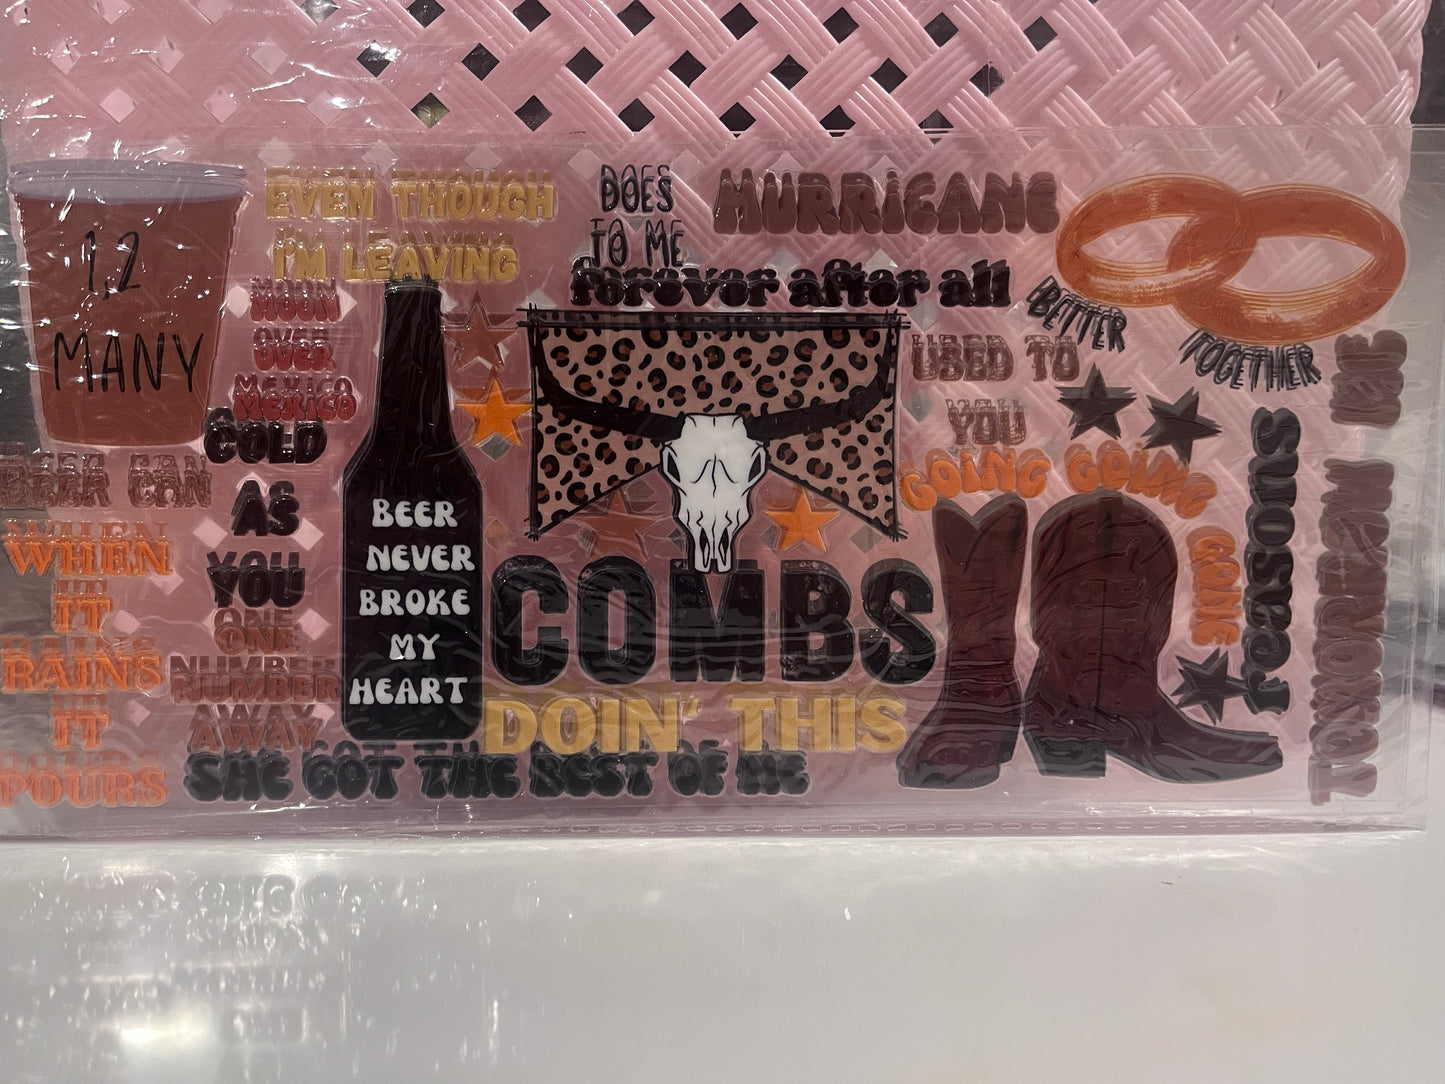 1, 2
MANY
BEER CAN
WHEN
IT
RAINS
IT
POURS
EVEN THOUGH
I'M LEAVING
MOON
OVER
MEXICO
COLD
AS
YOU
ONE
NUMBER
AWAY
BEER
NEVER
BROKE
MY
HEART
SHE GOT THE BEST OF ME
DOES
TO ME
HURRICANE
forever after all
COMBS
DOIN' THIS
BETTER
TOGETHER
USED TO
YOU
GOING GOING
GONE